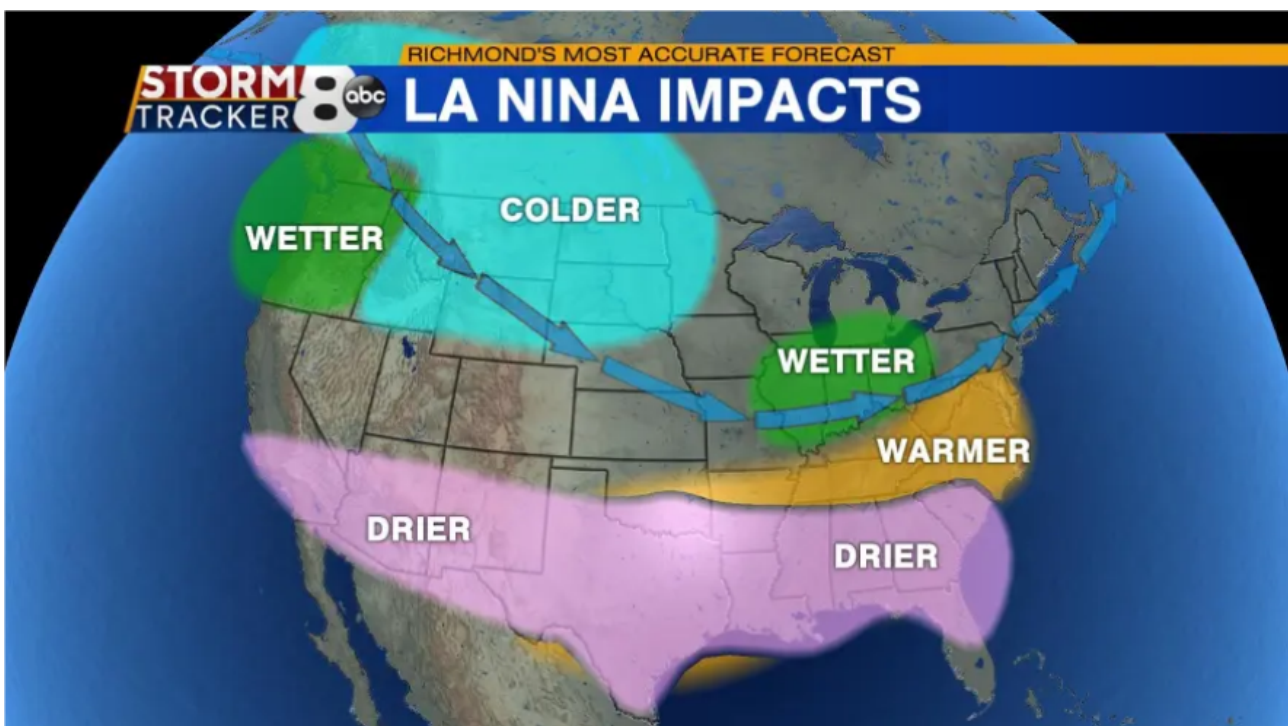 RICHMOND'S MOST ACCURATE FORECAST
STORM
TRACKER 8 abc
LA NINA IMPACTS
COLDER
WETTER
WETTER
WARMER
DRIER
DRIER